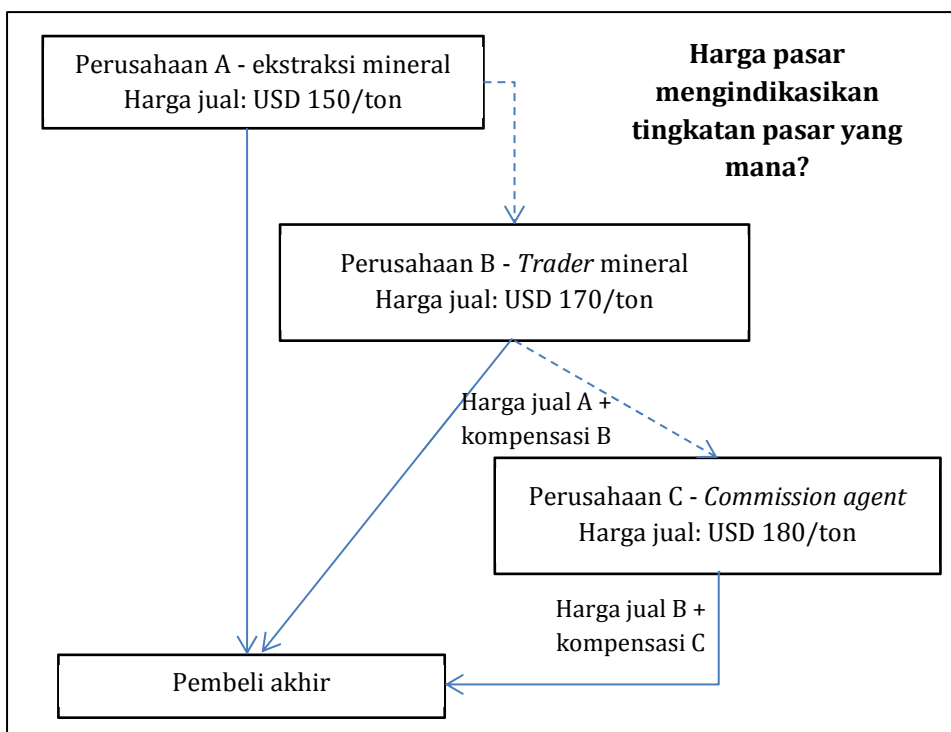 Perusahaan A - ekstraksi mineral
Harga jual: USD 150/ton
Harga pasar
mengindikasikan
tingkatan pasar yang
mana?
Perusahaan B - Trader mineral
Harga jual: USD 170/ton
Harga jual A +
kompensasi B
Perusahaan C - Commission agent
Harga jual: USD 180/ton
Harga jual B +
kompensasi C
Pembeli akhir